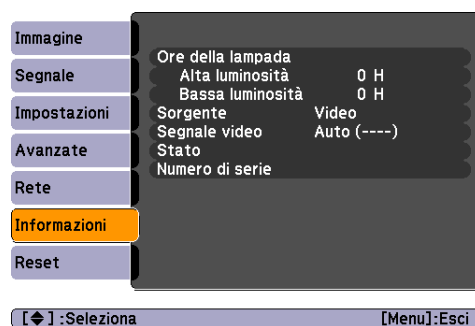 Immagine
Segnale
Impostazioni
Avanzate
Rete
Informazioni
Reset
Ore della lampada
Alta luminosità 0 H
Bassa luminosità 0 H
Sorgente Video
Segnale video Auto (----)
Stato
Numero di serie
[◆] :Seleziona [Menu]:Esci